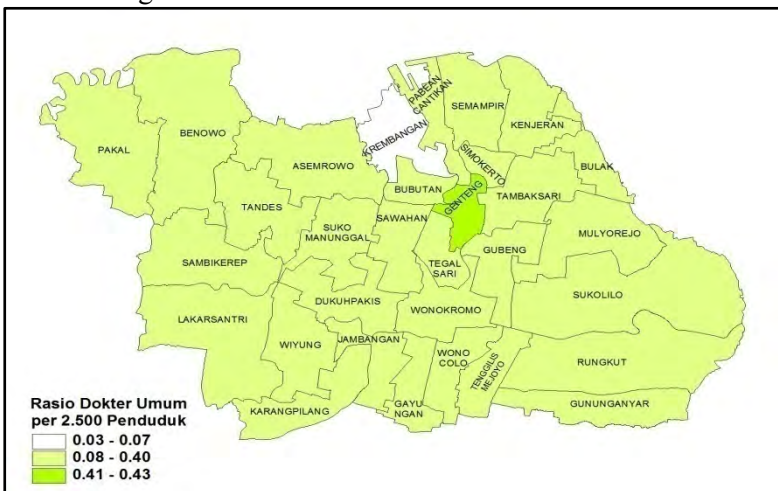 PABEAN
CANTIKAN
SEMAMPIR
KENJERAN
KREMBANGAN
PAKAL
BENOWO
ASEMROWO
SIMOKERTO
BULAK
BUBUTAN
GENTENG
TAMBAKSARI
TANDES
SUKO
MANUNGGAL
SAWAHAN
MULYOREJO
GUBENG
SAMBIKEREP
TEGAL
SARI
LAKARSANTRI
DUKUHPAKIS
WONOKROMO
SUKOLILO
WIYUNG
JAMBANGAN
WONO
COLO
TENGGILIS
MEJOYO
RUNGKUT
KARANGPILANG
GAYU
NGAN
GUNUNGANYAR
Rasio Dokter Umum
per 2.500 Penduduk
0.03 - 0.07
0.08 - 0.40
0.41 - 0.43